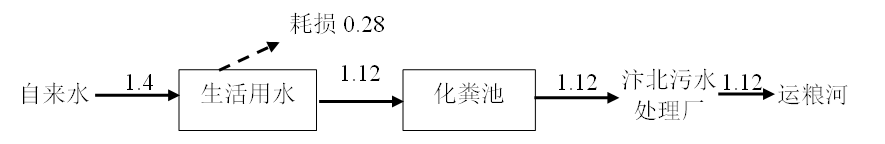 耗损 0.28
自来水
1.4
生活用水
1.12
化粪池
1.12
汴北污水
处理厂
1.12
运粮河